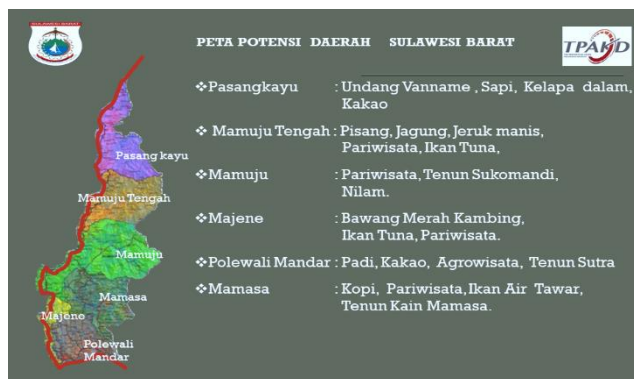 SULAWESI BARAT
PETA POTENSI DAERAH SULAWESI BARAT
TPAKD
❖Pasangkayu : Undang Vanname , Sapi, Kelapa dalam,
Kakao
❖ Mamuju Tengah : Pisang, Jagung, Jeruk manis,
Pariwisata, Ikan Tuna,
❖Mamuju : Pariwisata, Tenun Sukomandi,
Nilam.
❖Majene : Bawang Merah Kambing,
Ikan Tuna, Pariwisata.
❖Polewali Mandar : Padi, Kakao, Agrowisata, Tenun Sutra
❖Mamasa : Kopi, Pariwisata, Ikan Air Tawar,
Tenun Kain Mamasa.
Pasang kayu
Mamuju Tengah
Mamuju
Mamasa
Majene
Polewali
Mandar